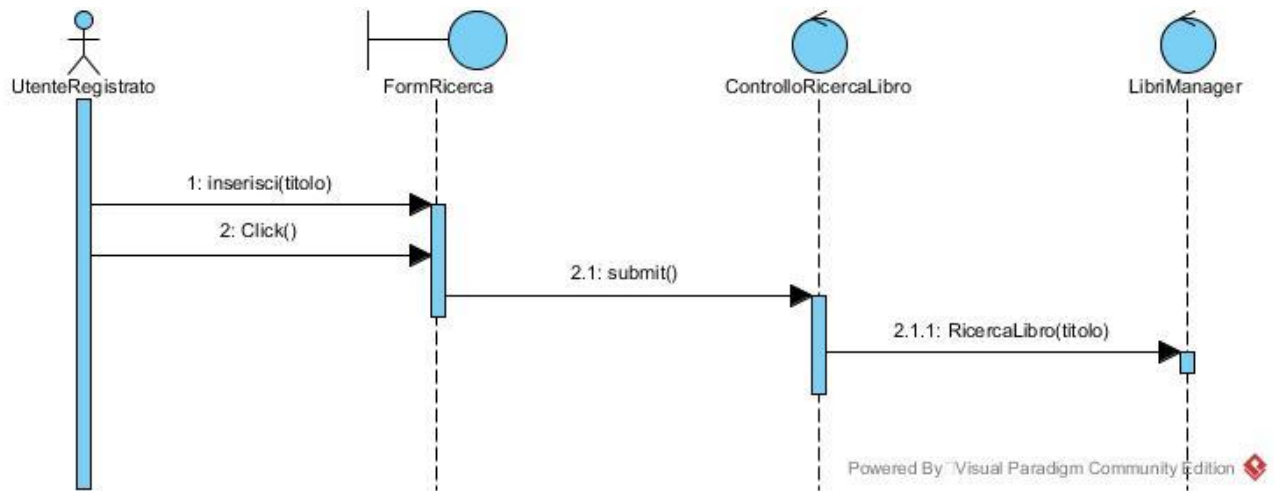 UtenteRegistrato
FormRicerca
ControlloRicercaLibro
LibriManager
1: inserisci(titolo)
2: Click()
2.1: submit()
2.1.1: RicercaLibro(titolo)
Powered By Visual Paradigm Community Edition